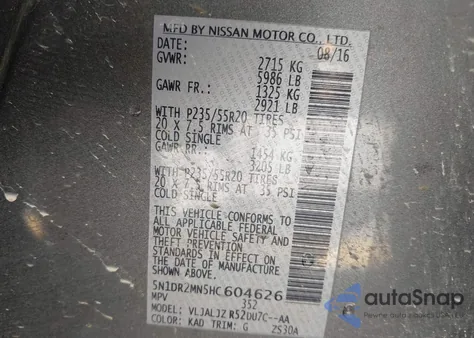 MFD BY NISSAN MOTOR CO., LTD.
DATE: 08/16
GVWR: 2715 KG
5986 LB
GAWR FR.: 1325 KG
2921 LB
WITH P235/55R20 TIRES
20 X 7.5 RIMS AT 35 PSI
COLD SINGLE
GAWR RR.: 1454 KG
3205 LB
WITH P235/55R20 TIRES
20 X 7.5 RIMS AT 35 PSI
COLD SINGLE
THIS VEHICLE CONFORMS TO
ALL APPLICABLE FEDERAL
MOTOR VEHICLE SAFETY AND
THEFT PREVENTION
STANDARDS IN EFFECT ON
THE DATE OF MANUFACTURE
SHOWN ABOVE.
5N1DR2MN5HC604626
MPV 352
MODEL: VLJALJZ R52DU7C--AA
COLOR: KAD TRIM: G 2S30A
autoSnap
POWERED BY CARFAST